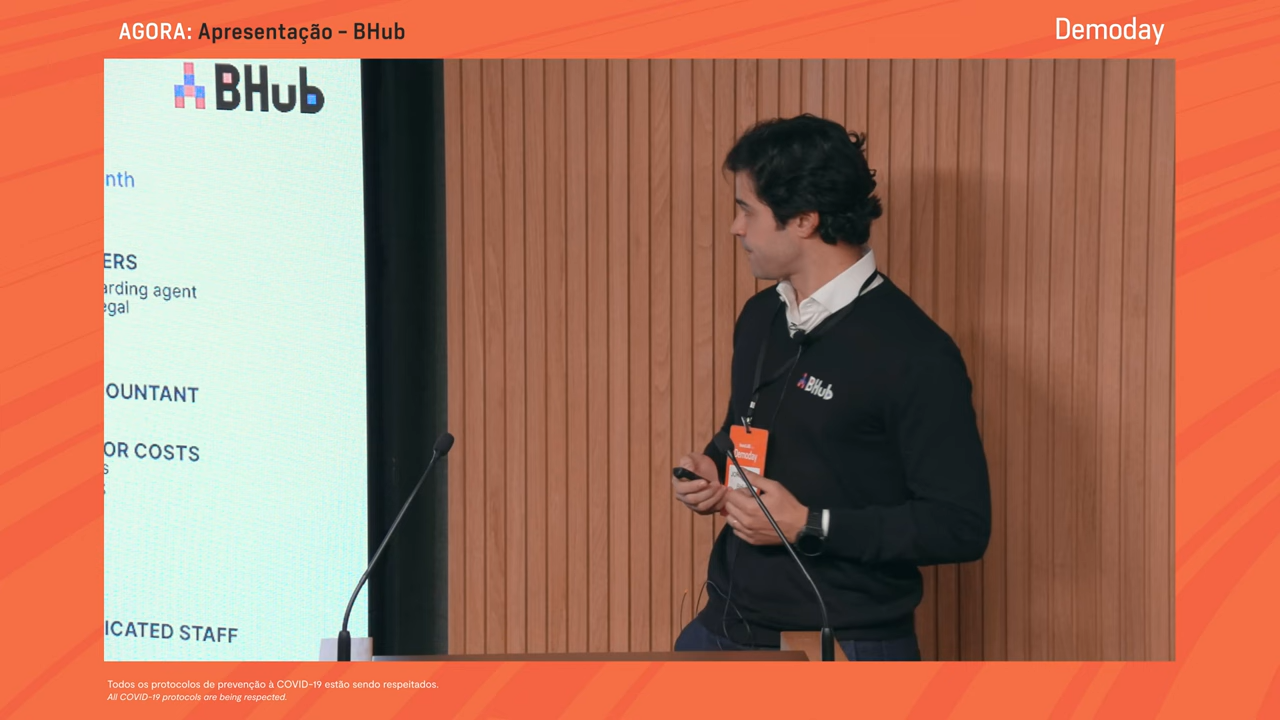 AGORA: Apresentação - BHub
Demoday
BHub
nth
ERS
arding agent
egal
OUNTANT
OR COSTS
s
ICATED STAFF
BHub
Demoday
Todos os protocolos de prevenção à COVID-19 estão sendo respeitados.
All COVID-19 protocols are being respected.